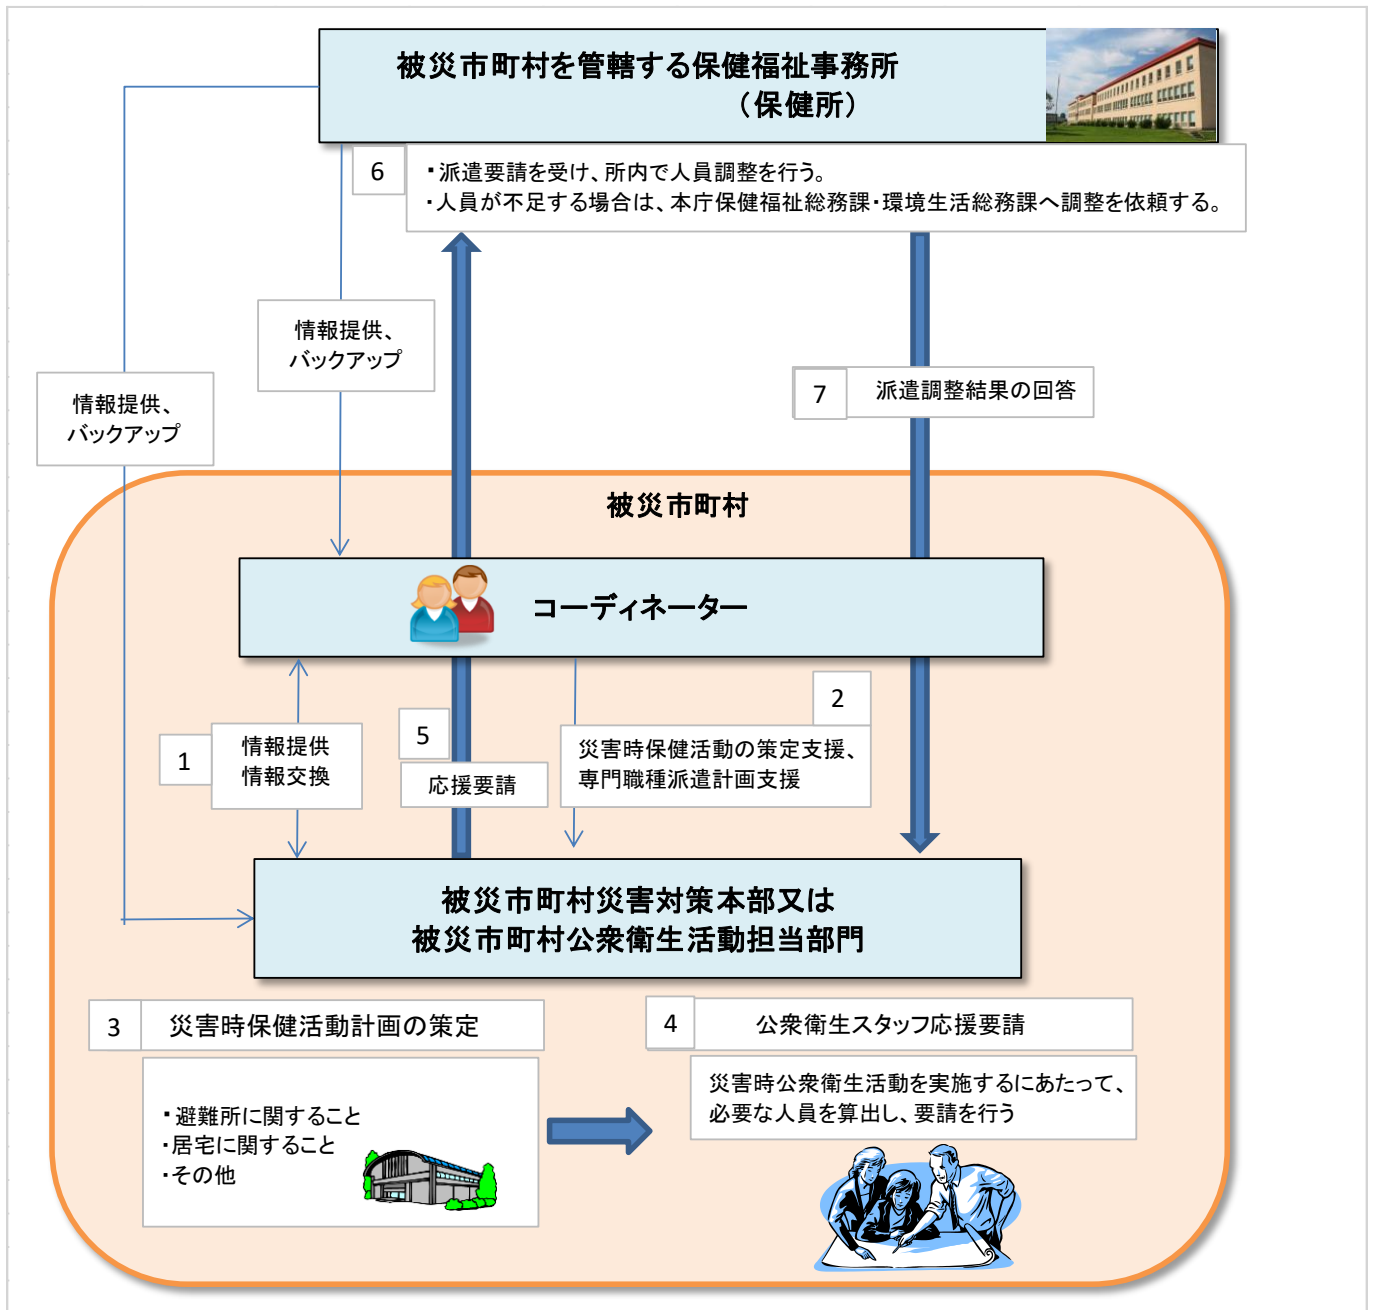 被災市町村を管轄する保健福祉事務所
（保健所）
6
・派遣要請を受け、所内で人員調整を行う。
・人員が不足する場合は、本庁保健福祉総務課・環境生活総務課へ調整を依頼する。
情報提供、
バックアップ
情報提供、
バックアップ
7
派遣調整結果の回答
被災市町村
コーディネーター
1
情報提供
情報交換
5
応援要請
2
災害時保健活動の策定支援、
専門職種派遣計画支援
被災市町村災害対策本部又は
被災市町村公衆衛生活動担当部門
3
災害時保健活動計画の策定
・避難所に関すること
・居宅に関すること
・その他
4
公衆衛生スタッフ応援要請
災害時公衆衛生活動を実施するにあたって、
必要な人員を算出し、要請を行う